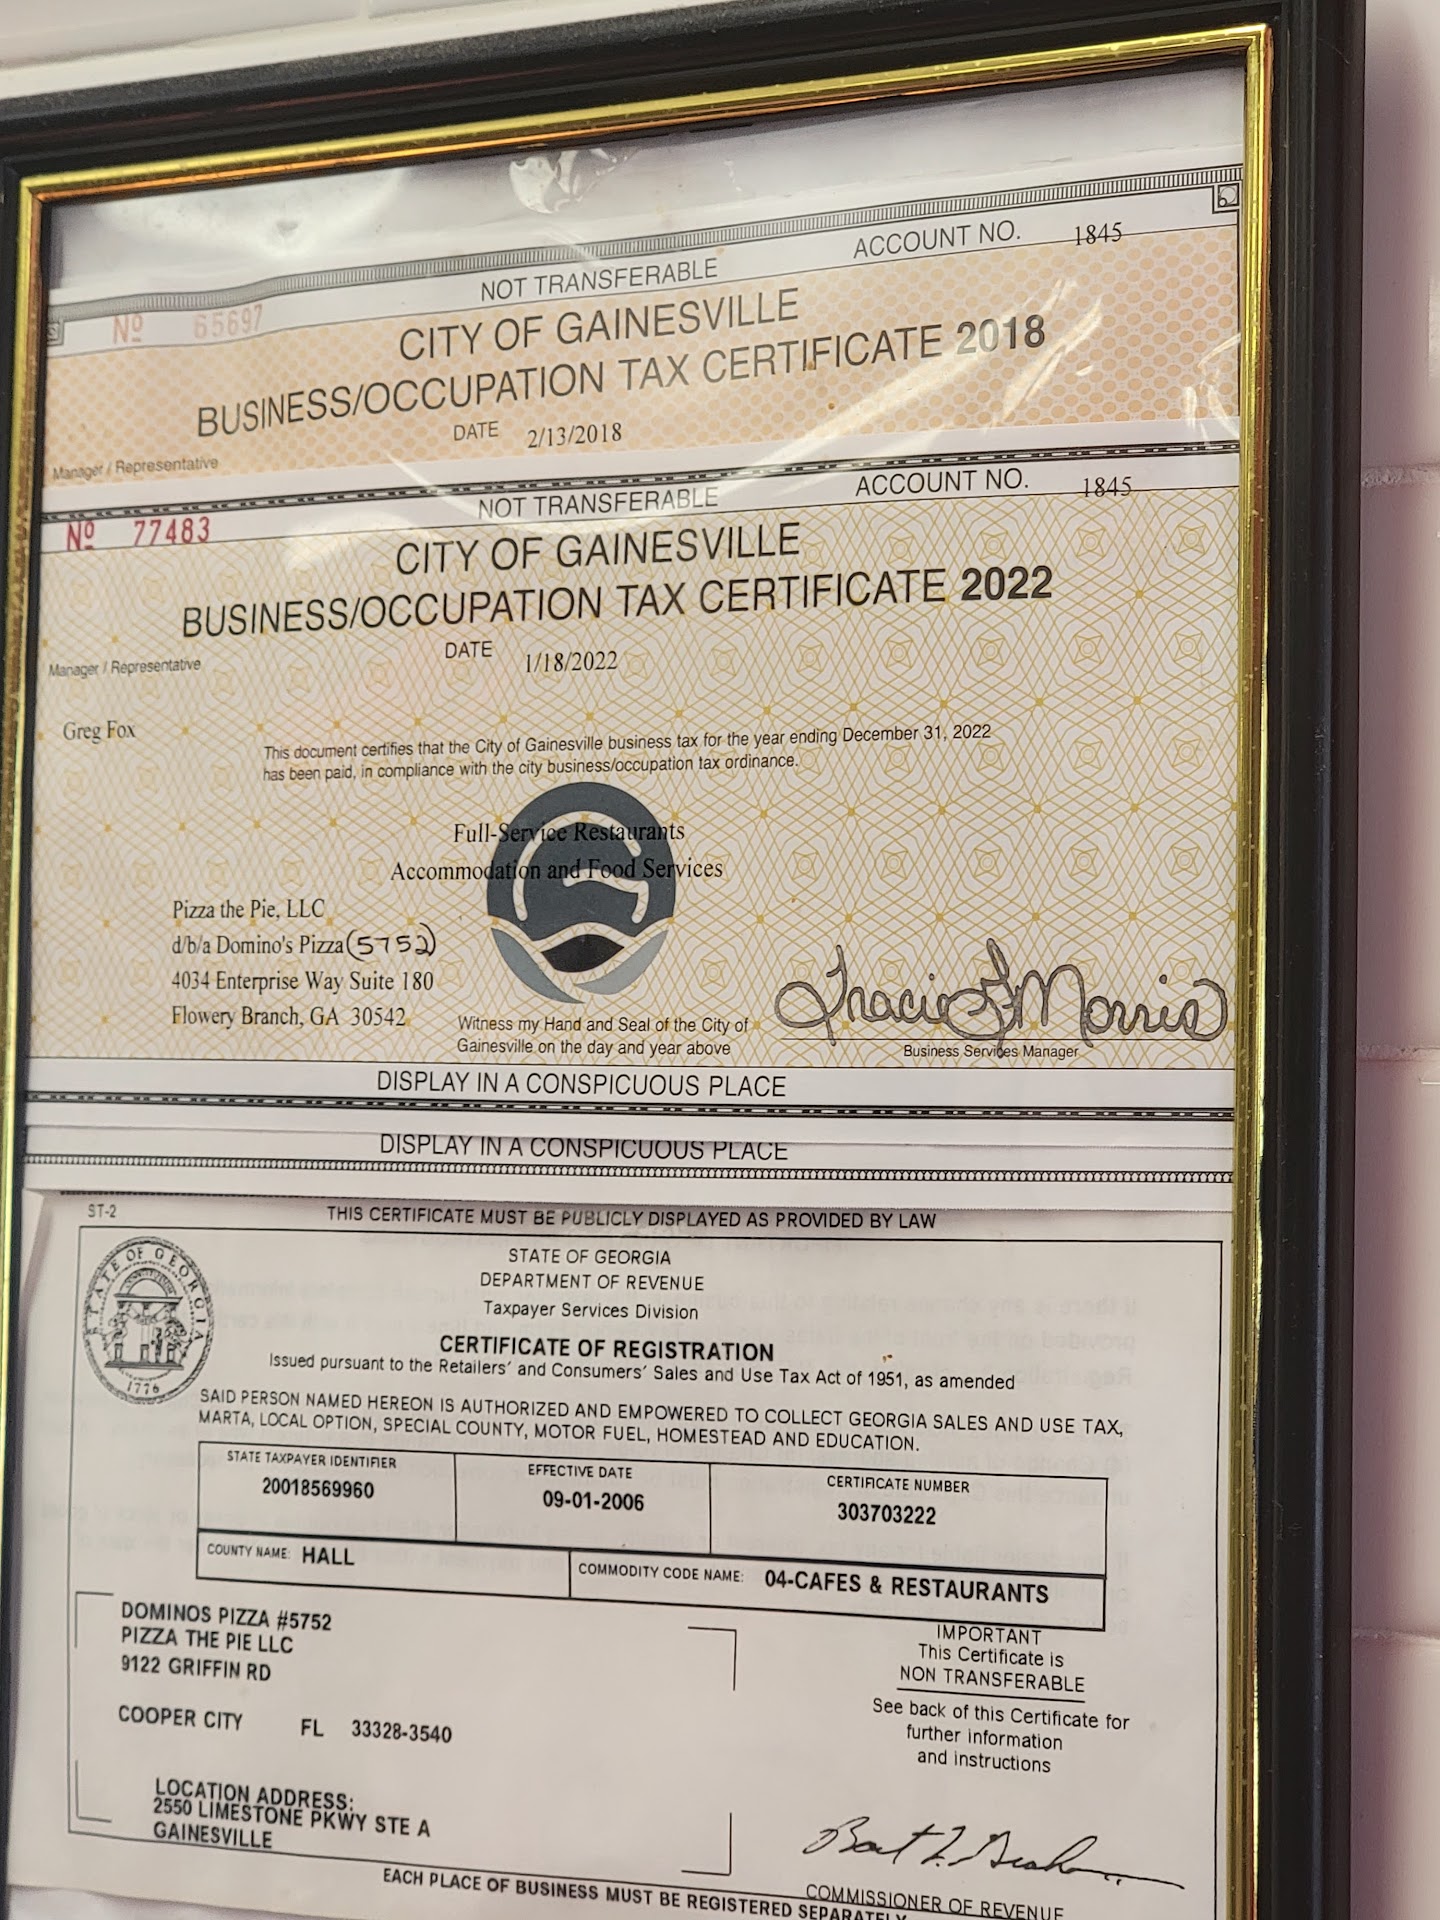 NOT TRANSFERABLE
ACCOUNT NO. 1845
Nº 65697
CITY OF GAINESVILLE
BUSINESS/OCCUPATION TAX CERTIFICATE 2018
DATE 2/13/2018
Manager / Representative
NOT TRANSFERABLE
ACCOUNT NO. 1845
Nº 77483
CITY OF GAINESVILLE
BUSINESS/OCCUPATION TAX CERTIFICATE 2022
DATE 1/18/2022
Manager / Representative
Greg Fox
This document certifies that the City of Gainesville business tax for the year ending December 31, 2022
has been paid, in compliance with the city business/occupation tax ordinance.
Full-Service Restaurants
Accommodation and Food Services
Pizza the Pie, LLC
d/b/a Domino's Pizza (5752)
4034 Enterprise Way Suite 180
Flowery Branch, GA 30542
Witness my Hand and Seal of the City of
Gainesville on the day and year above
Tracie F Morris
Business Services Manager
DISPLAY IN A CONSPICUOUS PLACE
DISPLAY IN A CONSPICUOUS PLACE
ST-2
THIS CERTIFICATE MUST BE PUBLICLY DISPLAYED AS PROVIDED BY LAW
STATE OF GEORGIA
1776
STATE OF GEORGIA
DEPARTMENT OF REVENUE
Taxpayer Services Division
CERTIFICATE OF REGISTRATION
Issued pursuant to the Retailers' and Consumers' Sales and Use Tax Act of 1951, as amended
SAID PERSON NAMED HEREON IS AUTHORIZED AND EMPOWERED TO COLLECT GEORGIA SALES AND USE TAX,
MARTA, LOCAL OPTION, SPECIAL COUNTY, MOTOR FUEL, HOMESTEAD AND EDUCATION.
STATE TAXPAYER IDENTIFIER
20018569960
EFFECTIVE DATE
09-01-2006
CERTIFICATE NUMBER
303703222
COUNTY NAME: HALL
COMMODITY CODE NAME: 04-CAFES & RESTAURANTS
DOMINOS PIZZA #5752
PIZZA THE PIE LLC
9122 GRIFFIN RD
COOPER CITY FL 33328-3540
LOCATION ADDRESS:
2550 LIMESTONE PKWY STE A
GAINESVILLE
IMPORTANT
This Certificate is
NON TRANSFERABLE
See back of this Certificate for
further information
and instructions
COMMISSIONER OF REVENUE
EACH PLACE OF BUSINESS MUST BE REGISTERED SEPARATELY